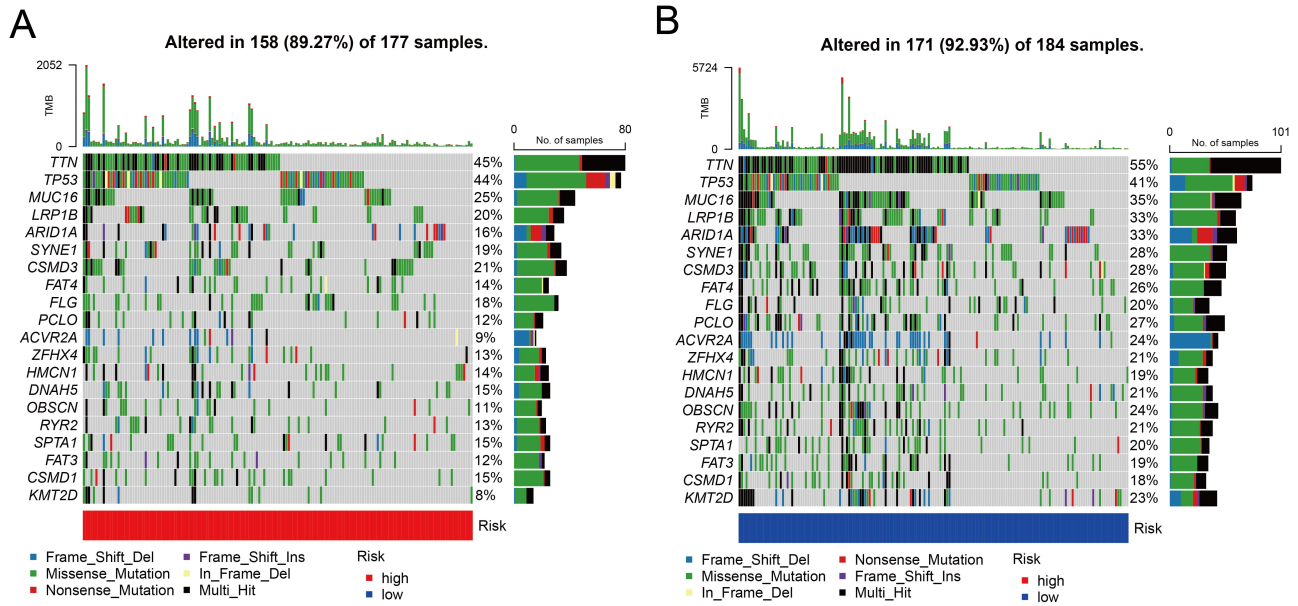 A
Altered in 158 (89.27%) of 177 samples.
2052
TMB
0
0 80
No. of samples
TTN 45%
TP53 44%
MUC16 25%
LRP1B 20%
ARID1A 16%
SYNE1 19%
CSMD3 21%
FAT4 14%
FLG 18%
PCLO 12%
ACVR2A 9%
ZFHX4 13%
HMCN1 14%
DNAH5 15%
OBSCN 11%
RYR2 13%
SPTA1 15%
FAT3 12%
CSMD1 15%
KMT2D 8%
Risk
Frame_Shift_Del Frame_Shift_Ins Risk
Missense_Mutation In_Frame_Del high
Nonsense_Mutation Multi_Hit low
B
Altered in 171 (92.93%) of 184 samples.
5724
TMB
0
0 101
No. of samples
TTN 55%
TP53 41%
MUC16 35%
LRP1B 33%
ARID1A 33%
SYNE1 28%
CSMD3 28%
FAT4 26%
FLG 20%
PCLO 27%
ACVR2A 24%
ZFHX4 21%
HMCN1 19%
DNAH5 21%
OBSCN 24%
RYR2 21%
SPTA1 20%
FAT3 19%
CSMD1 18%
KMT2D 23%
Risk
Frame_Shift_Del Nonsense_Mutation Risk
Missense_Mutation Frame_Shift_Ins high
In_Frame_Del Multi_Hit low